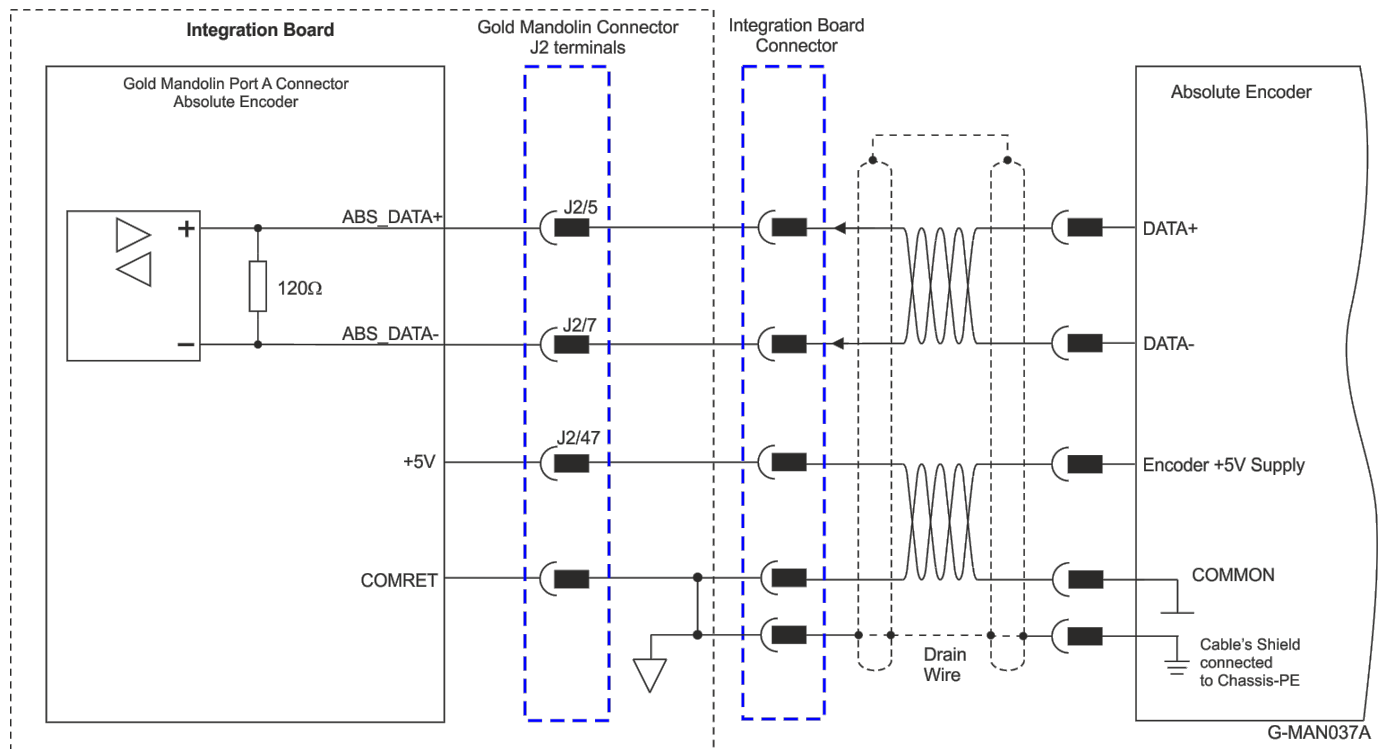 Integration Board
Gold Mandolin Connector
J2 terminals
Integration Board
Connector
Gold Mandolin Port A Connector
Absolute Encoder
Absolute Encoder
+
ABS_DATA+
J2/5
DATA+
120Ω
−
ABS_DATA-
J2/7
DATA-
+5V
J2/47
Encoder +5V Supply
COMRET
COMMON
Drain
Wire
Cable's Shield
connected
to Chassis-PE
G-MAN037A